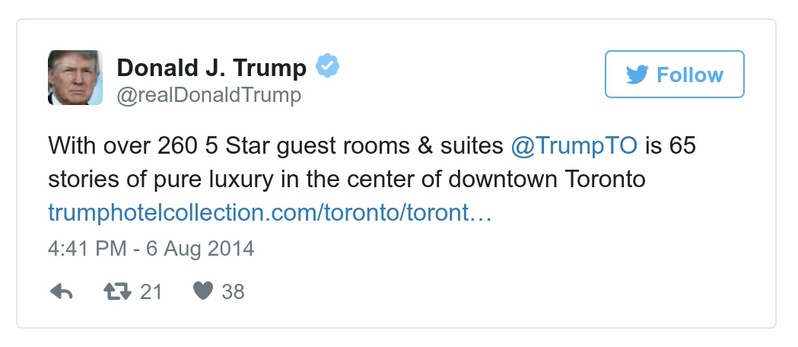 Donald J. Trump
Follow
@realDonaldTrump
With over 260 5 Star guest rooms & suites @TrumpTO is 65
stories of pure luxury in the center of downtown Toronto
trumphotelcollection.com/toronto/toront…
4:41 PM - 6 Aug 2014
21 38